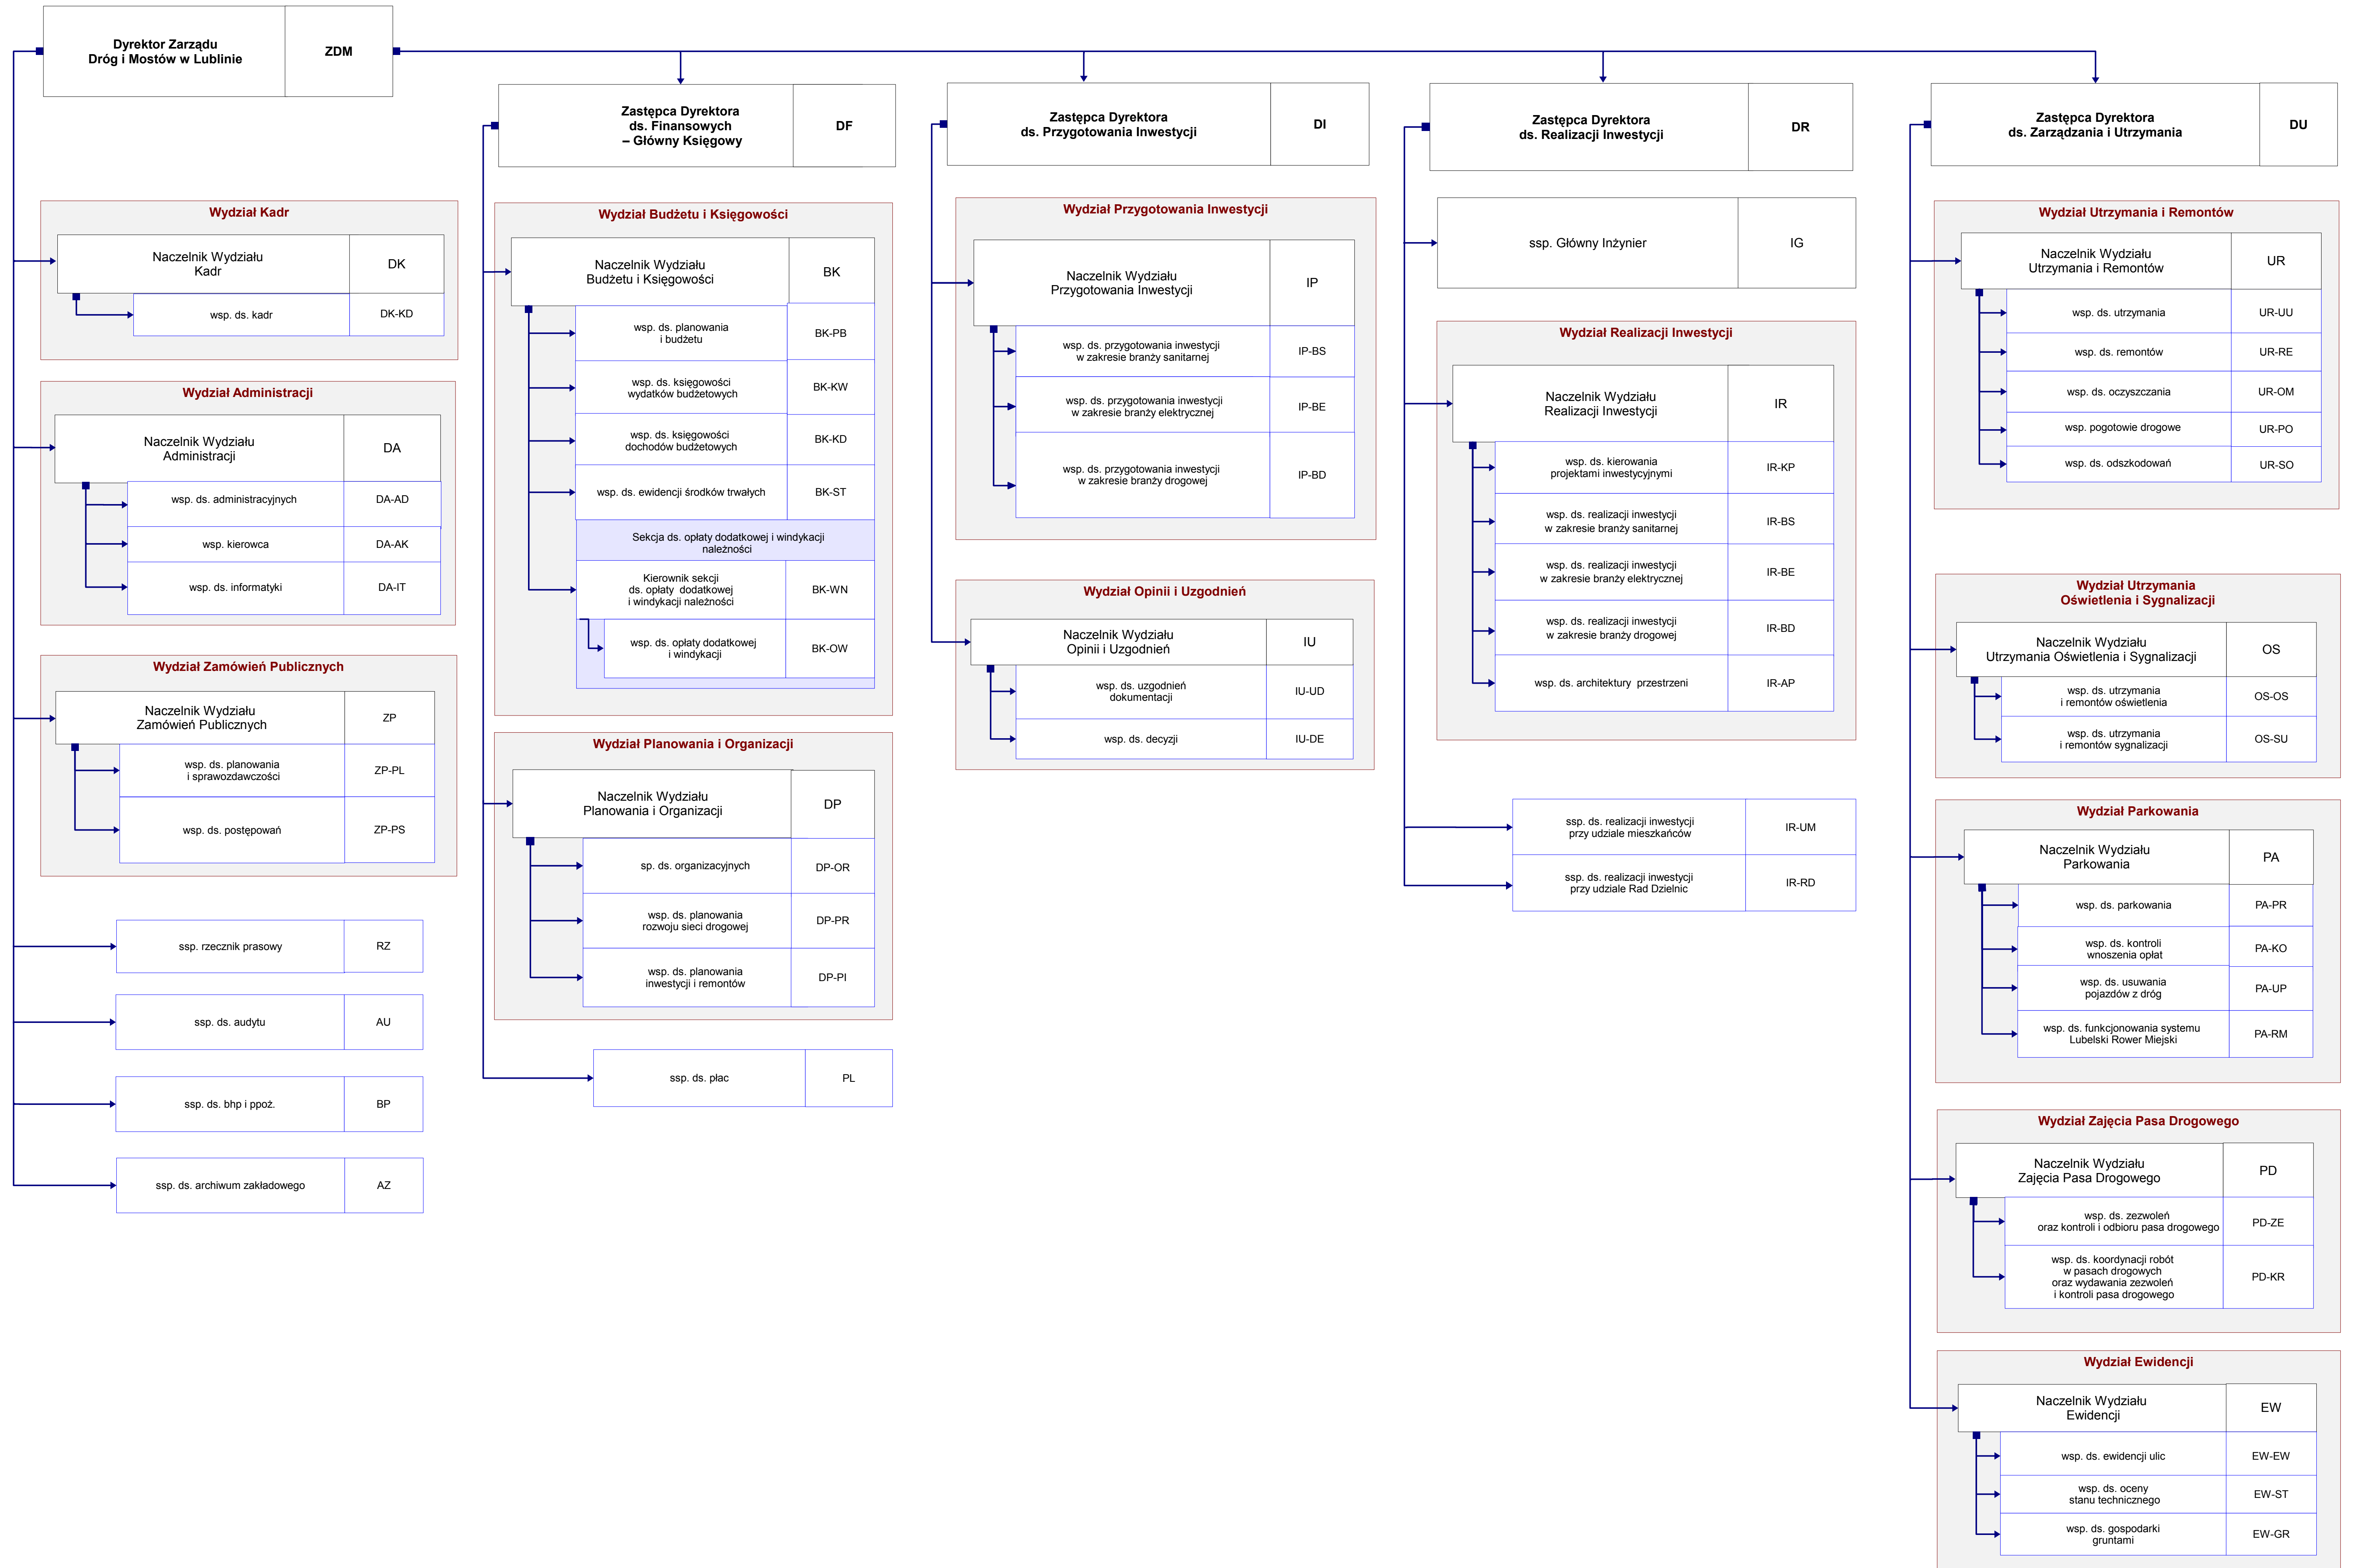 Dyrektor Zarządu
Dróg i Mostów w Lublinie
ZDM
Wydział Kadr
Naczelnik Wydziału
Kadr
DK
wsp. ds. kadr
DK-KD
Wydział Administracji
Naczelnik Wydziału
Administracji
DA
wsp. ds. administracyjnych
DA-AD
wsp. kierowca
DA-AK
wsp. ds. informatyki
DA-IT
Wydział Zamówień Publicznych
Naczelnik Wydziału
Zamówień Publicznych
ZP
wsp. ds. planowania
i sprawozdawczości
ZP-PL
wsp. ds. postępowań
ZP-PS
ssp. rzecznik prasowy
RZ
ssp. ds. audytu
AU
ssp. ds. bhp i ppoż.
BP
ssp. ds. archiwum zakładowego
AZ
Zastępca Dyrektora
ds. Finansowych
– Główny Księgowy
DF
Wydział Budżetu i Księgowości
Naczelnik Wydziału
Budżetu i Księgowości
BK
wsp. ds. planowania
i budżetu
BK-PB
wsp. ds. księgowości
wydatków budżetowych
BK-KW
wsp. ds. księgowości
dochodów budżetowych
BK-KD
wsp. ds. ewidencji środków trwałych
BK-ST
Sekcja ds. opłaty dodatkowej i windykacji
należności
Kierownik sekcji
ds. opłaty dodatkowej
i windykacji należności
BK-WN
wsp. ds. opłaty dodatkowej
i windykacji
BK-OW
Wydział Planowania i Organizacji
Naczelnik Wydziału
Planowania i Organizacji
DP
sp. ds. organizacyjnych
DP-OR
wsp. ds. planowania
rozwoju sieci drogowej
DP-PR
wsp. ds. planowania
inwestycji i remontów
DP-PI
ssp. ds. płac
PL
Zastępca Dyrektora
ds. Przygotowania Inwestycji
DI
Wydział Przygotowania Inwestycji
Naczelnik Wydziału
Przygotowania Inwestycji
IP
wsp. ds. przygotowania inwestycji
w zakresie branży sanitarnej
IP-BS
wsp. ds. przygotowania inwestycji
w zakresie branży elektrycznej
IP-BE
wsp. ds. przygotowania inwestycji
w zakresie branży drogowej
IP-BD
Wydział Opinii i Uzgodnień
Naczelnik Wydziału
Opinii i Uzgodnień
IU
wsp. ds. uzgodnień
dokumentacji
IU-UD
wsp. ds. decyzji
IU-DE
Zastępca Dyrektora
ds. Realizacji Inwestycji
DR
ssp. Główny Inżynier
IG
Wydział Realizacji Inwestycji
Naczelnik Wydziału
Realizacji Inwestycji
IR
wsp. ds. kierowania
projektami inwestycyjnymi
IR-KP
wsp. ds. realizacji inwestycji
w zakresie branży sanitarnej
IR-BS
wsp. ds. realizacji inwestycji
w zakresie branży elektrycznej
IR-BE
wsp. ds. realizacji inwestycji
w zakresie branży drogowej
IR-BD
wsp. ds. architektury przestrzeni
IR-AP
ssp. ds. realizacji inwestycji
przy udziale mieszkańców
IR-UM
ssp. ds. realizacji inwestycji
przy udziale Rad Dzielnic
IR-RD
Zastępca Dyrektora
ds. Zarządzania i Utrzymania
DU
Wydział Utrzymania i Remontów
Naczelnik Wydziału
Utrzymania i Remontów
UR
wsp. ds. utrzymania
UR-UU
wsp. ds. remontów
UR-RE
wsp. ds. oczyszczania
UR-OM
wsp. pogotowie drogowe
UR-PO
wsp. ds. odszkodowań
UR-SO
Wydział Utrzymania
Oświetlenia i Sygnalizacji
Naczelnik Wydziału
Utrzymania Oświetlenia i Sygnalizacji
OS
wsp. ds. utrzymania
i remontów oświetlenia
OS-OS
wsp. ds. utrzymania
i remontów sygnalizacji
OS-SU
Wydział Parkowania
Naczelnik Wydziału
Parkowania
PA
wsp. ds. parkowania
PA-PR
wsp. ds. kontroli
wnoszenia opłat
PA-KO
wsp. ds. usuwania
pojazdów z dróg
PA-UP
wsp. ds. funkcjonowania systemu
Lubelski Rower Miejski
PA-RM
Wydział Zajęcia Pasa Drogowego
Naczelnik Wydziału
Zajęcia Pasa Drogowego
PD
wsp. ds. zezwoleń
oraz kontroli i odbioru pasa drogowego
PD-ZE
wsp. ds. koordynacji robót
w pasach drogowych
oraz wydawania zezwoleń
i kontroli pasa drogowego
PD-KR
Wydział Ewidencji
Naczelnik Wydziału
Ewidencji
EW
wsp. ds. ewidencji ulic
EW-EW
wsp. ds. oceny
stanu technicznego
EW-ST
wsp. ds. gospodarki
gruntami
EW-GR